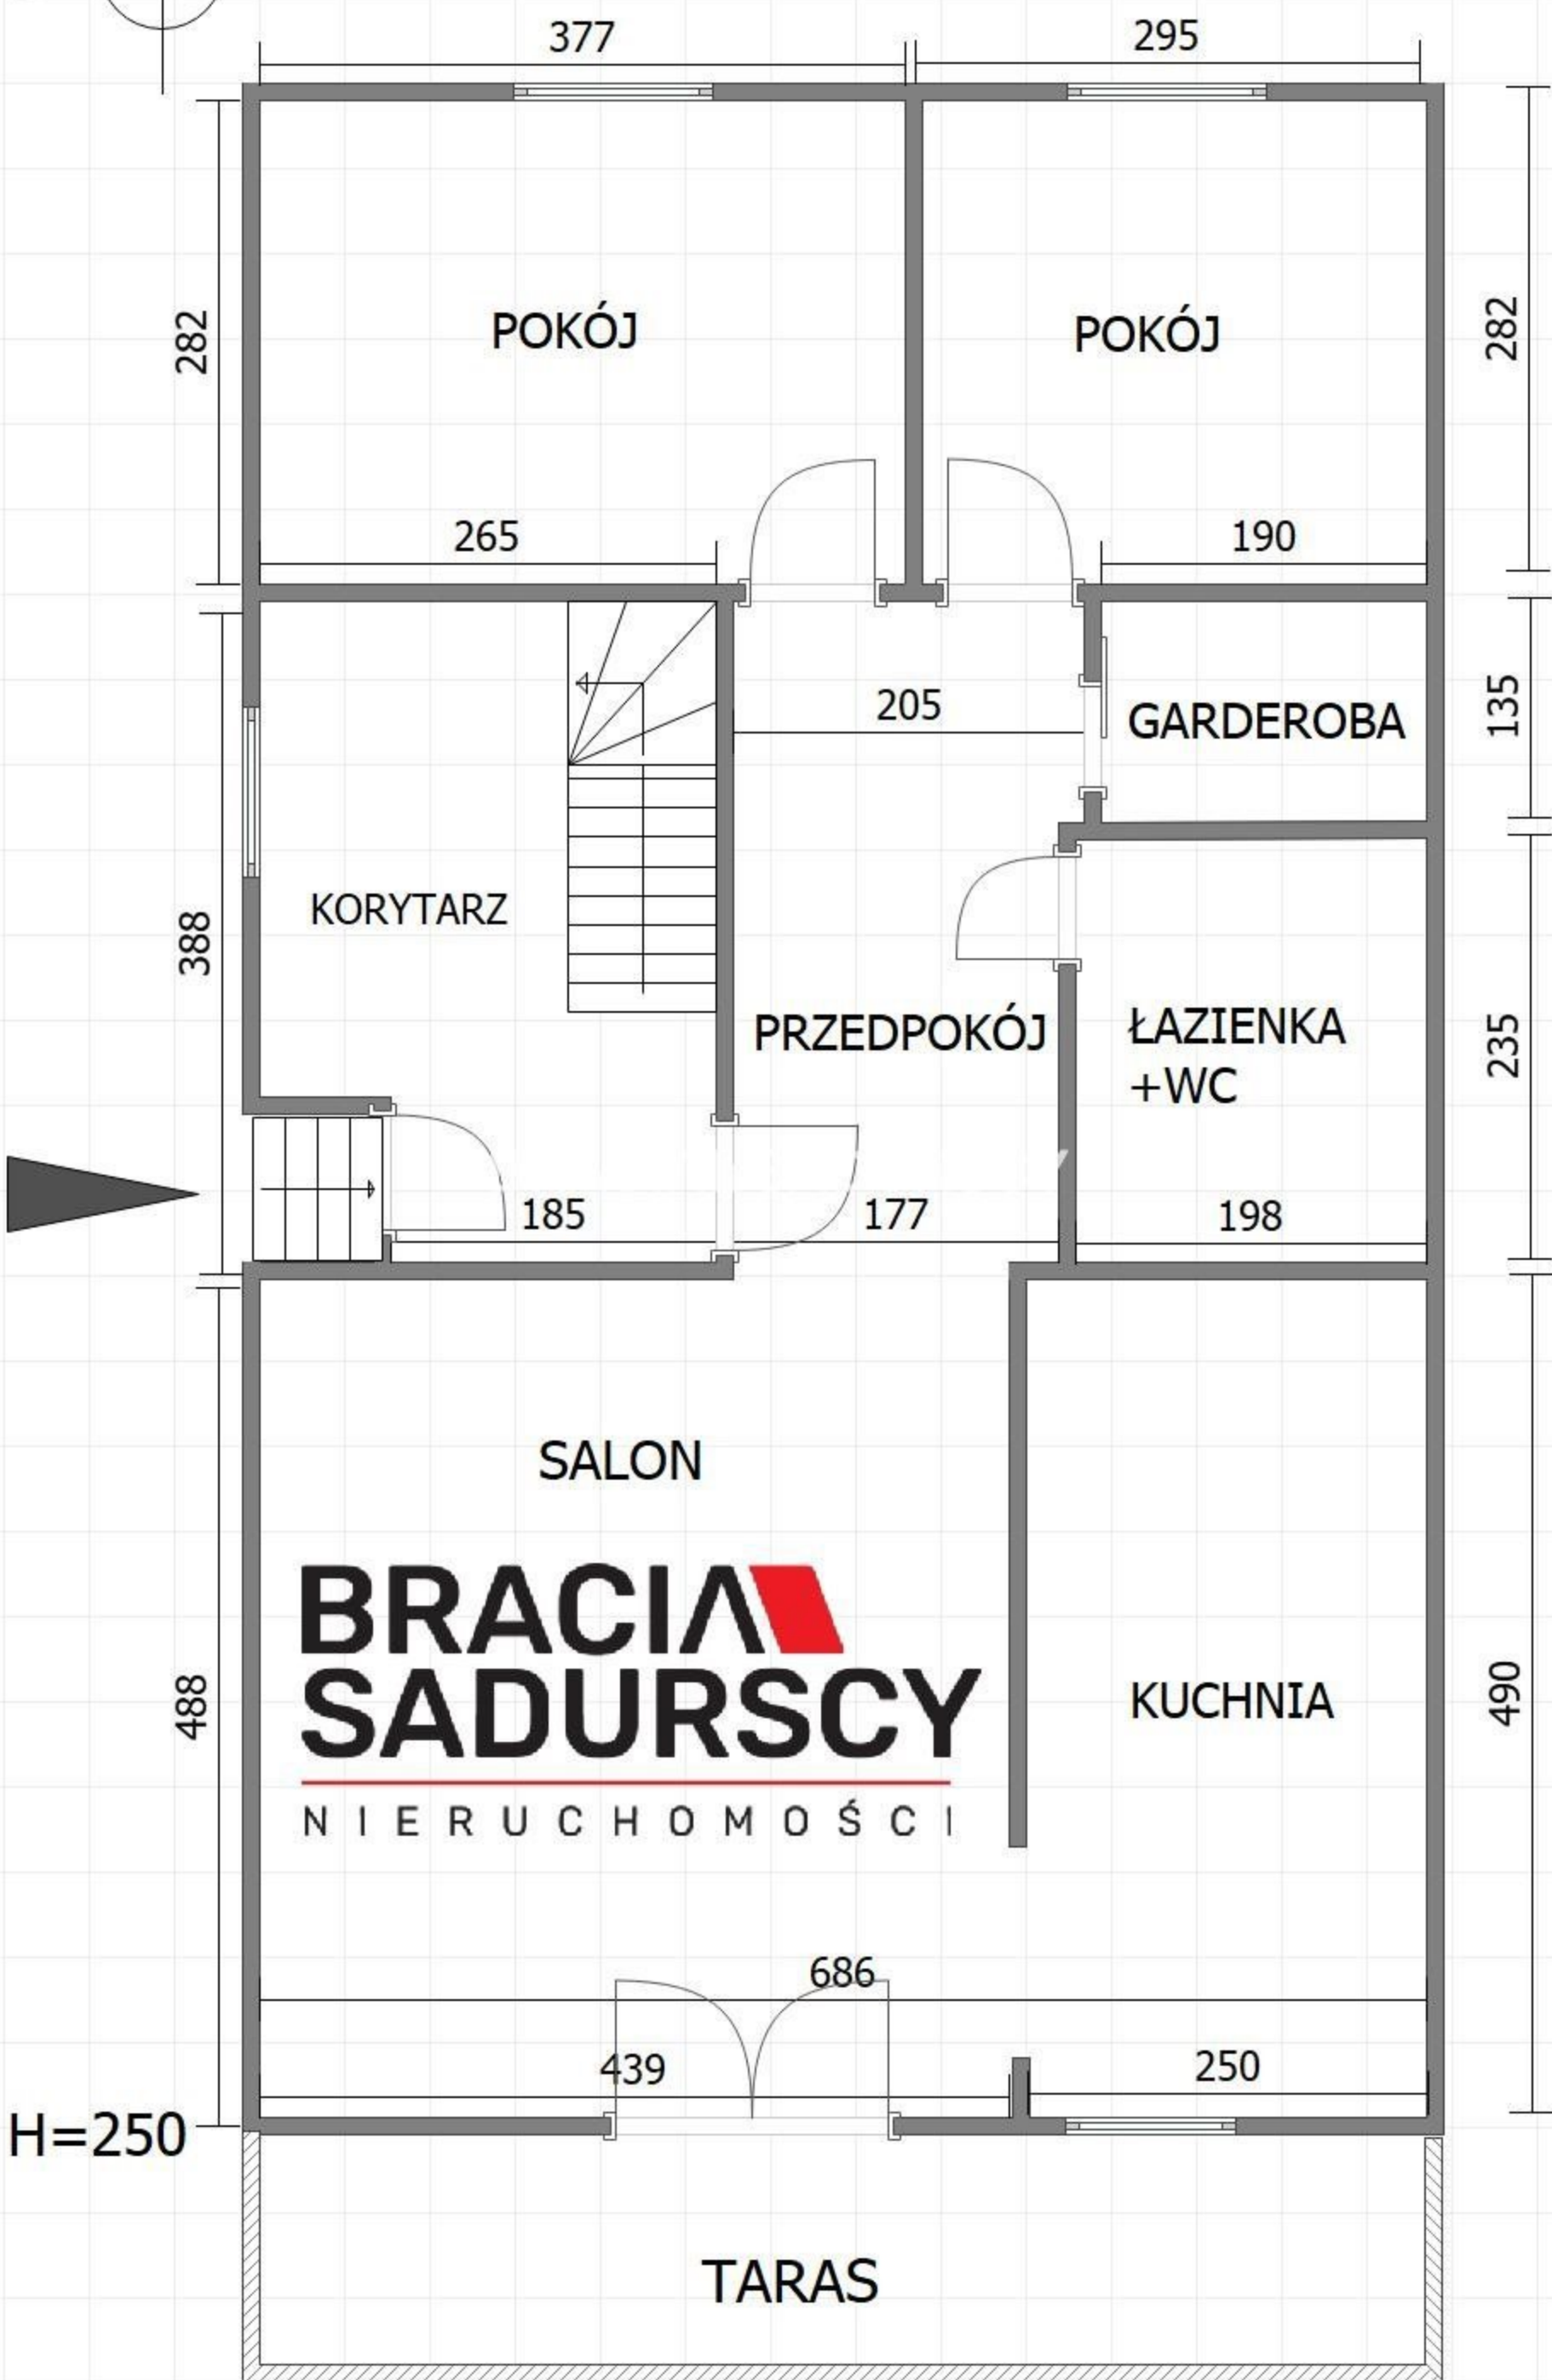 377
295
POKÓJ
POKÓJ
282
282
265
190
205
GARDEROBA
135
KORYTARZ
388
PRZEDPOKÓJ
ŁAZIENKA
+WC
235
185
177
198
SALON
BRACIA
SADURSCY
NIERUCHOMOŚCI
KUCHNIA
488
490
686
439
250
H=250
TARAS